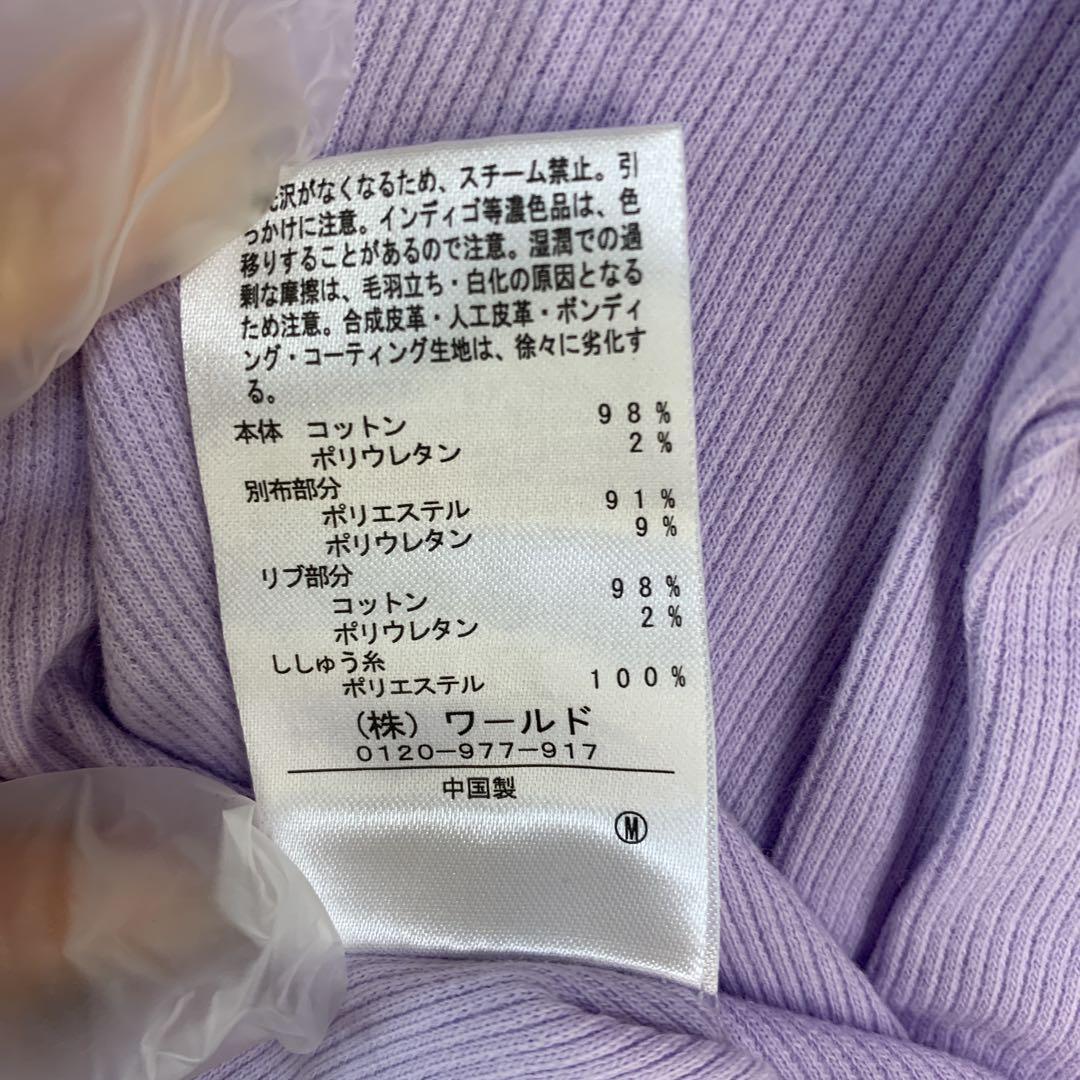 沢がなくなるため、スチーム禁止。引
っかけに注意。インディゴ等濃色品は、色
移りすることがあるので注意。湿潤での過
剰な摩擦は、毛羽立ち・白化の原因となる
ため注意。合成皮革・人工皮革・ボンディ
ング・コーティング生地は、徐々に劣化す
る。
本体 コットン 98%
ポリウレタン 2%
別布部分
ポリエステル 91%
ポリウレタン 9%
リブ部分
コットン 98%
ポリウレタン 2%
ししゅう糸
ポリエステル 100%
(株) ワールド
0120-977-917
中国製
Ⓜ